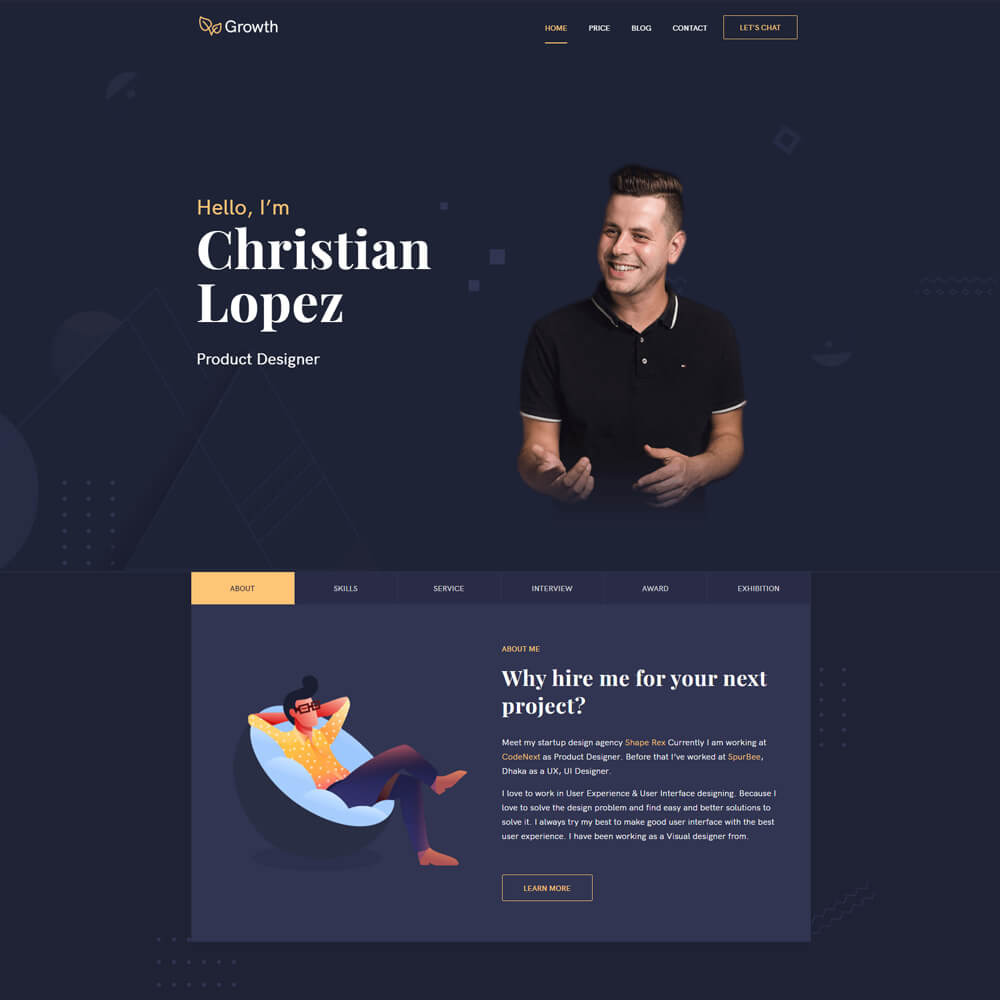 Growth
HOME PRICE BLOG CONTACT LET'S CHAT
Hello, I’m
Christian
Lopez
Product Designer
ABOUT SKILLS SERVICE INTERVIEW AWARD EXHIBITION
ABOUT ME
Why hire me for your next
project?
Meet my startup design agency Shape Rex Currently I am working at
CodeNext as Product Designer. Before that I’ve worked at SpurBee,
Dhaka as a UX, UI Designer.
I love to work in User Experience & User Interface designing. Because I
love to solve the design problem and find easy and better solutions to
solve it. I always try my best to make good user interface with the best
user experience. I have been working as a Visual designer from.
LEARN MORE